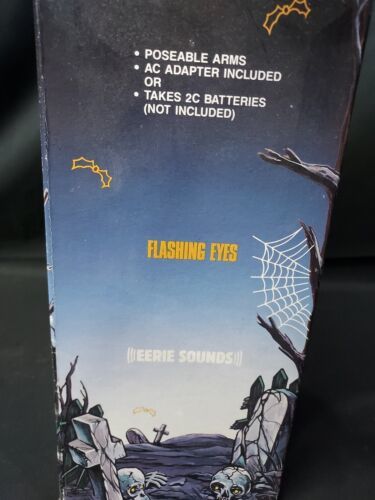 • POSEABLE ARMS
• AC ADAPTER INCLUDED
OR
• TAKES 2C BATTERIES
(NOT INCLUDED)
FLASHING EYES
EERIE SOUNDS